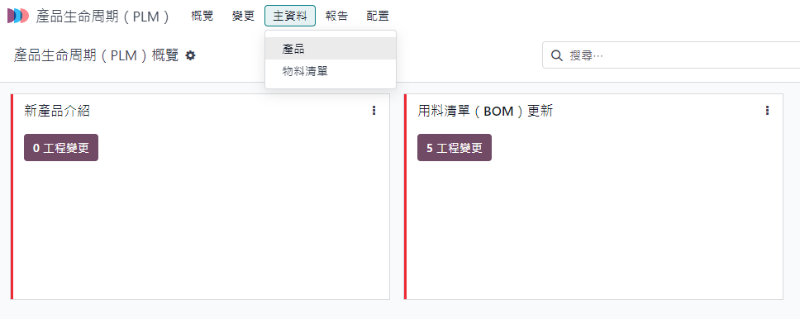 產品生命周期（PLM） 概覽 變更 主資料 報告 配置
產品生命周期（PLM）概覽 搜尋…
產品
物料清單
新產品介紹
0 工程變更
用料清單（BOM）更新
5 工程變更